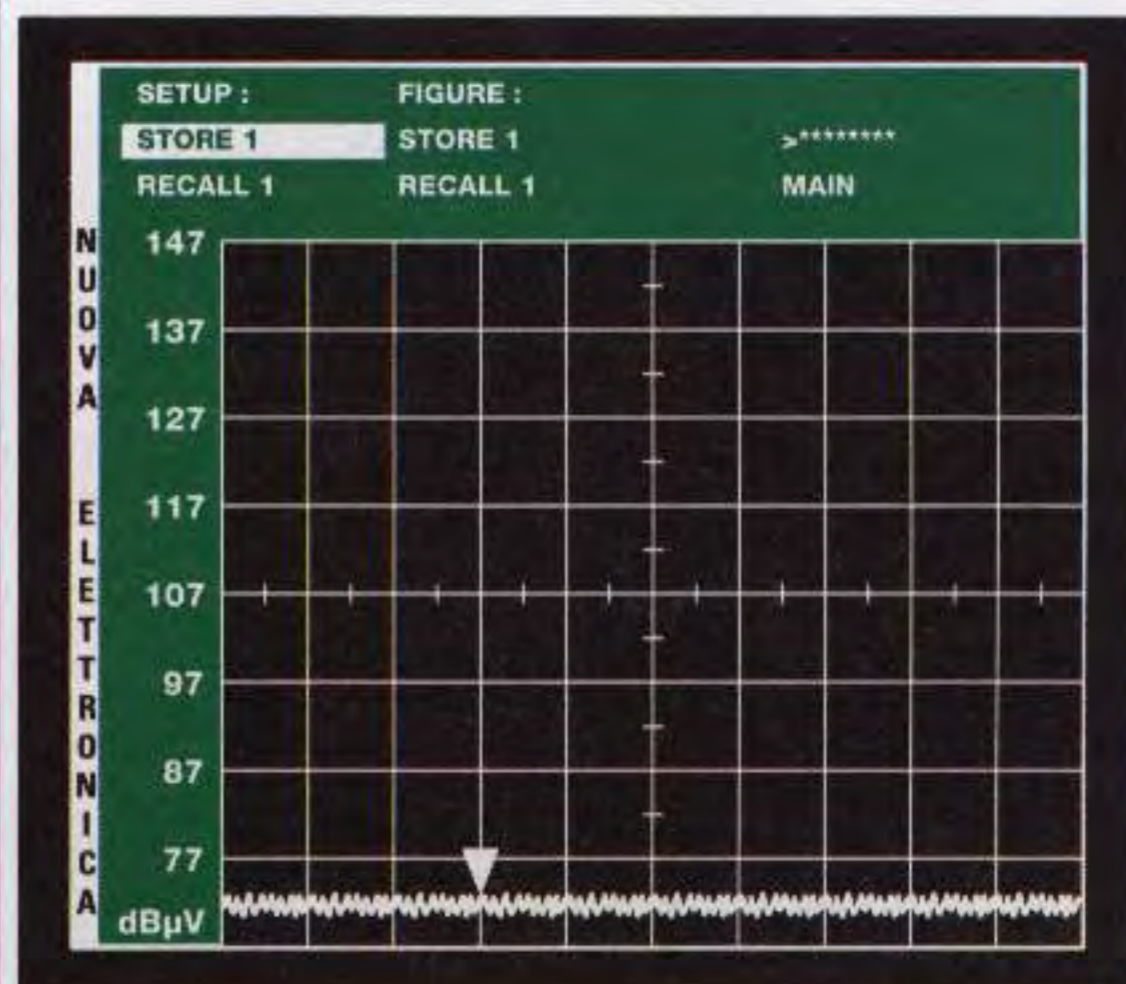 SETUP : FIGURE :
STORE 1 STORE 1 >********
RECALL 1 RECALL 1 MAIN
NUOVA ELETTRONICA
147
137
127
117
107
97
87
77
dBµV